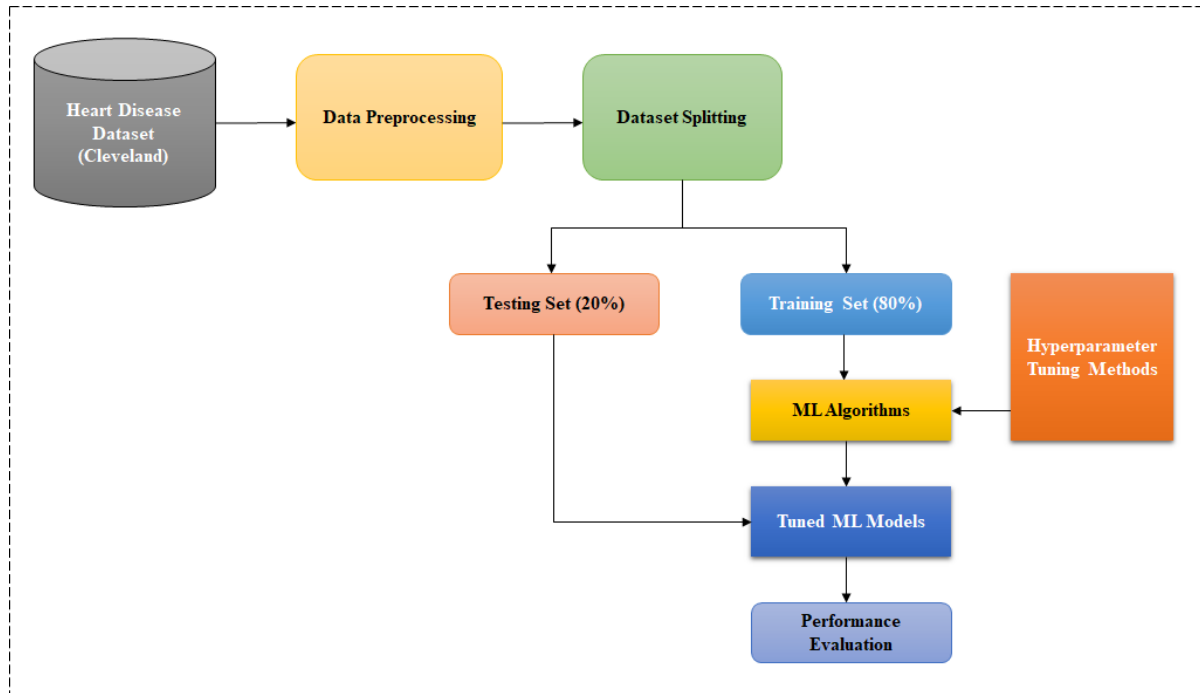 Heart Disease
Dataset
(Cleveland)
Data Preprocessing
Dataset Splitting
Testing Set (20%)
Training Set (80%)
Hyperparameter
Tuning Methods
ML Algorithms
Tuned ML Models
Performance
Evaluation